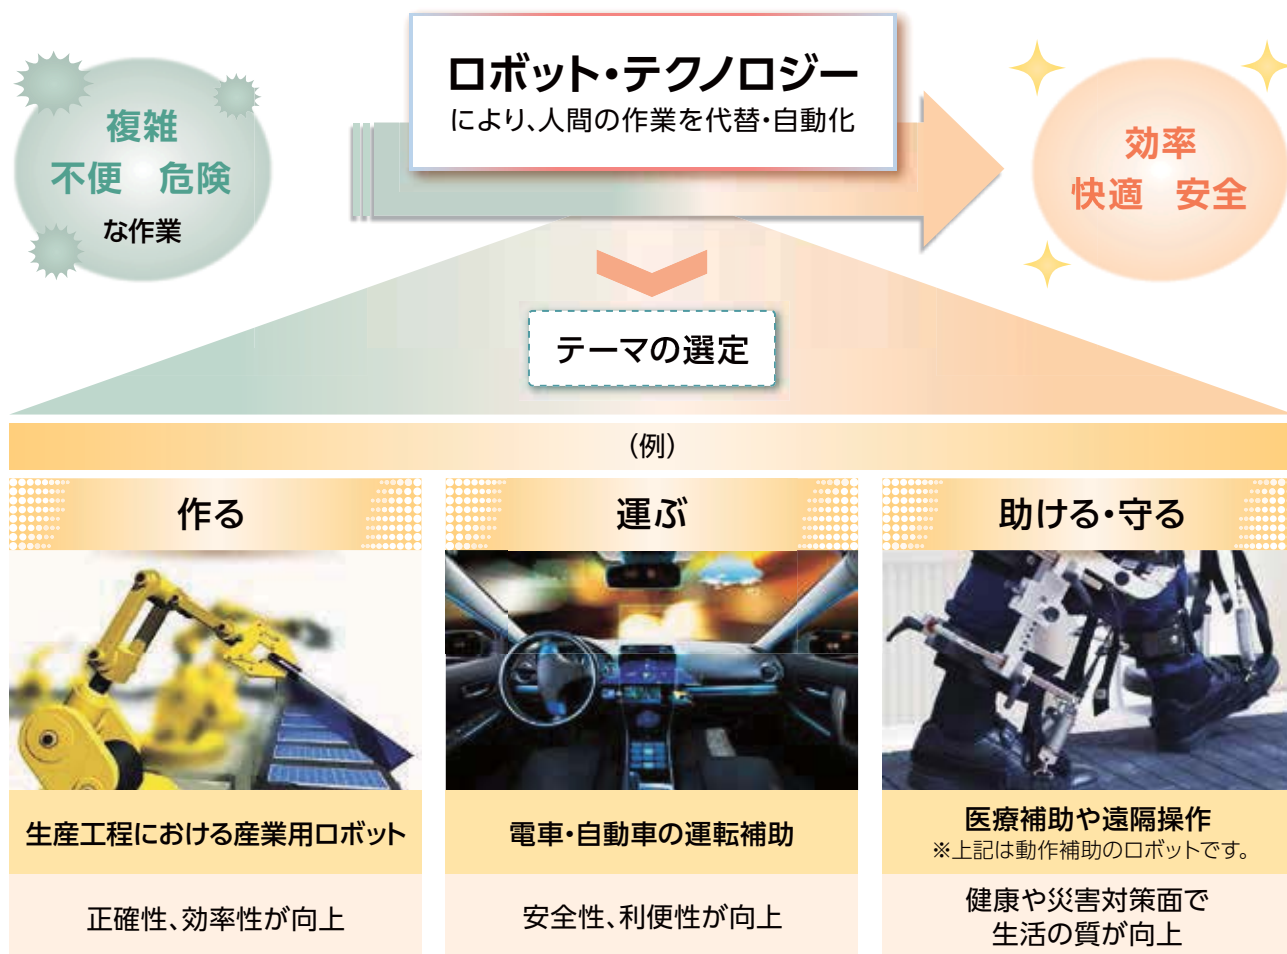 ロボット・テクノロジー
により、人間の作業を代替・自動化
複雑
不便 危険
な作業
効率
快適 安全
テーマの選定
(例)
作る
生産工程における産業用ロボット
正確性、効率性が向上
運ぶ
電車・自動車の運転補助
安全性、利便性が向上
助ける・守る
医療補助や遠隔操作
※上記は動作補助のロボットです。
健康や災害対策面で
生活の質が向上